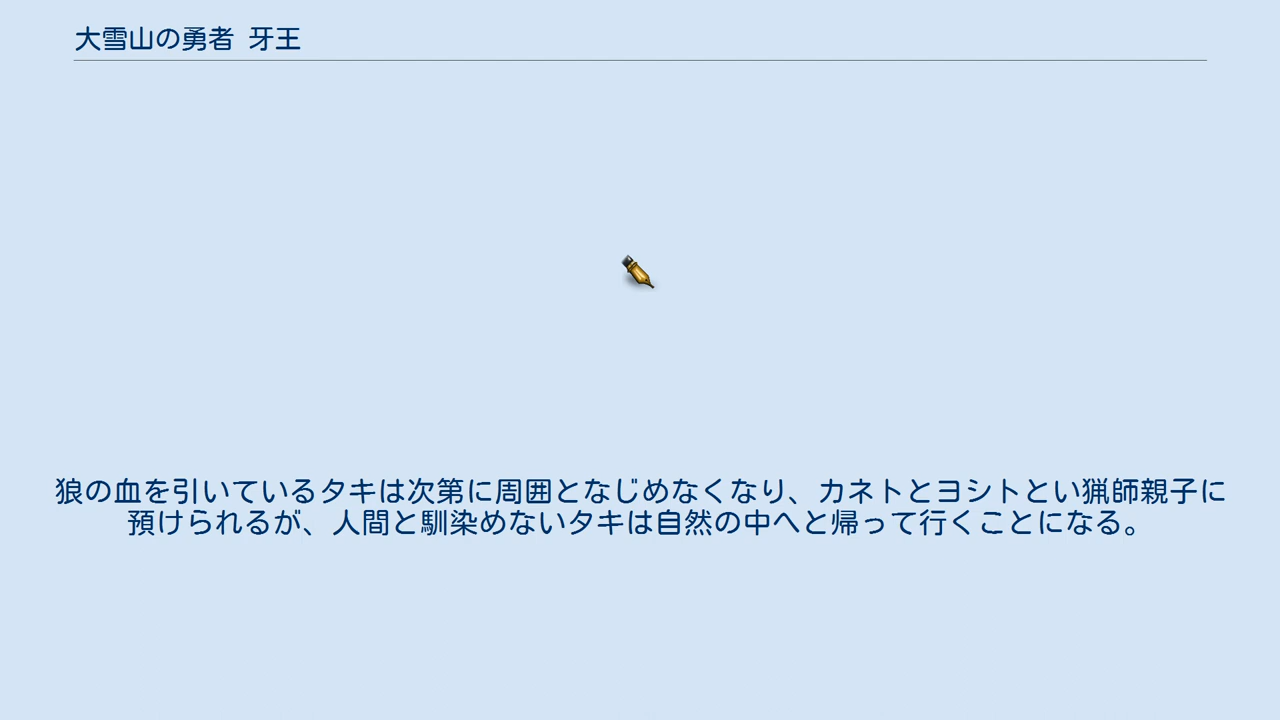 大雪山の勇者 牙王
狼の血を引いているタキは次第に周囲となじめなくなり、カネトとヨシトとい猟師親子に
預けられるが、人間と馴染めないタキは自然の中へと帰って行くことになる。